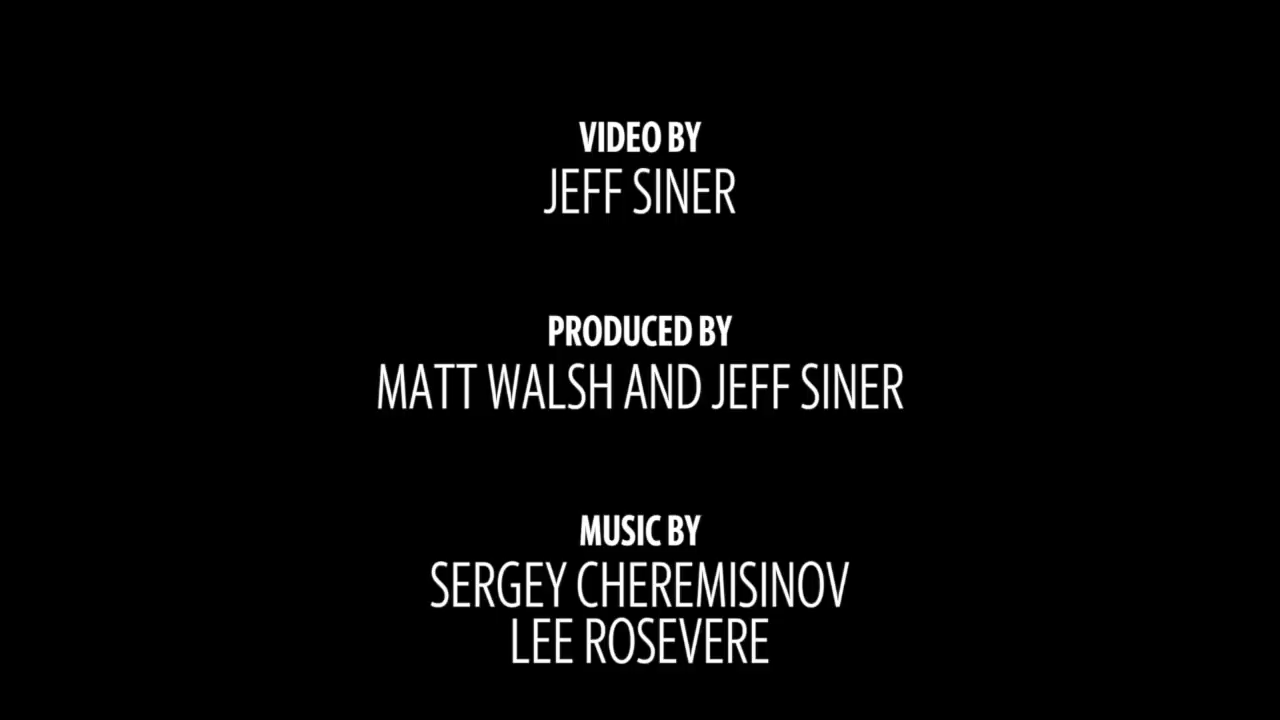 VIDEO BY
JEFF SINER
PRODUCED BY
MATT WALSH AND JEFF SINER
MUSIC BY
SERGEY CHEREMISINOV
LEE ROSEVERE